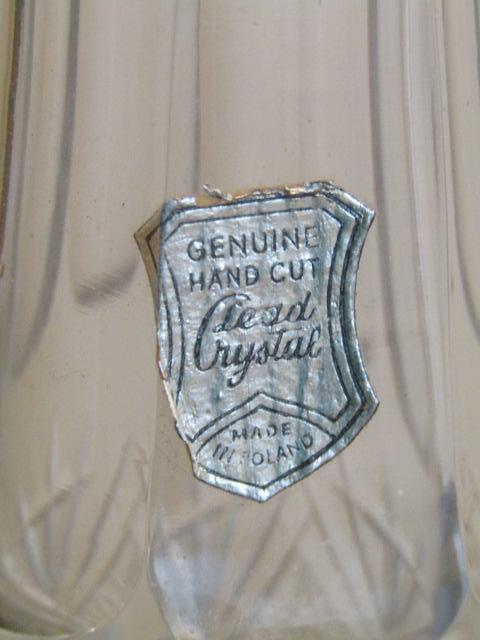 GENUINE
HAND CUT
Lead
Crystal
MADE
IN POLAND